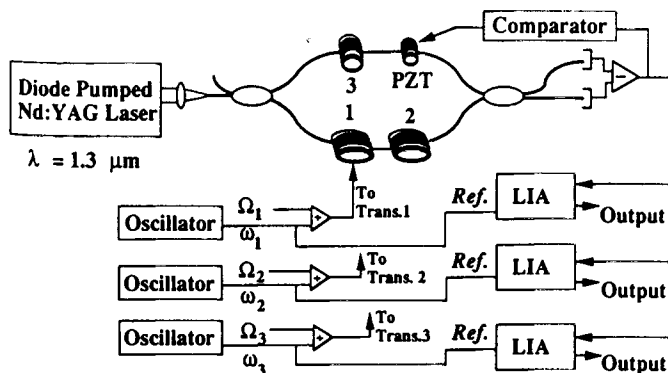 Comparator
Diode Pumped
Nd:YAG Laser
λ = 1.3 μm
3
PZT
1
2
−
To
Trans.1
Oscillator
Ω1
ω1
+
Ref.
LIA
Output
To
Trans. 2
Oscillator
Ω2
ω2
+
Ref.
LIA
Output
To
Trans.3
Oscillator
Ω3
ω3
+
Ref.
LIA
Output